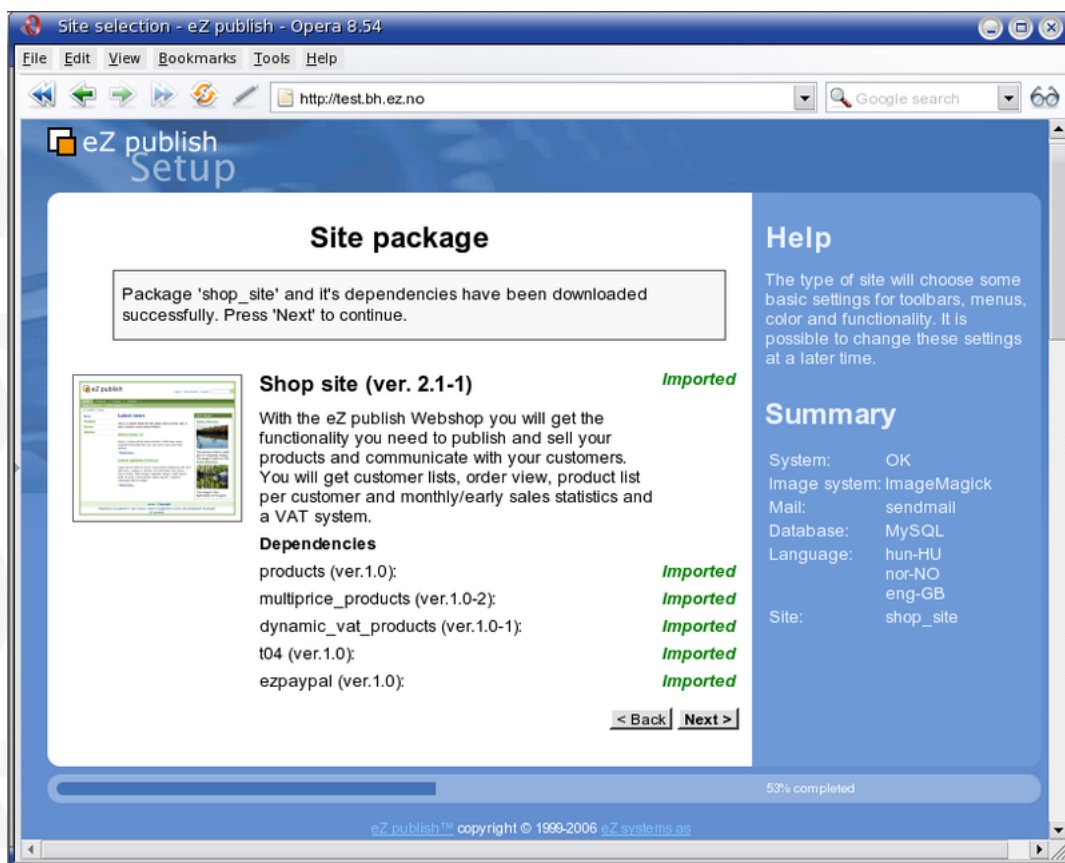 Site selection - eZ publish - Opera 8.54
File Edit View Bookmarks Tools Help
http://test.bh.ez.no
Google search
eZ publish
Setup
Site package
Package 'shop_site' and it's dependencies have been downloaded
successfully. Press 'Next' to continue.
eZ publish
Latest news
Shop site (ver. 2.1-1)
Imported
With the eZ publish Webshop you will get the
functionality you need to publish and sell your
products and communicate with your customers.
You will get customer lists, order view, product list
per customer and monthly/early sales statistics and
a VAT system.
Dependencies
products (ver.1.0): Imported
multiprice_products (ver.1.0-2): Imported
dynamic_vat_products (ver.1.0-1): Imported
t04 (ver.1.0): Imported
ezpaypal (ver.1.0): Imported
< Back Next >
Help
The type of site will choose some
basic settings for toolbars, menus,
color and functionality. It is
possible to change these settings
at a later time.
Summary
System: OK
Image system: ImageMagick
Mail: sendmail
Database: MySQL
Language: hun-HU
nor-NO
eng-GB
Site: shop_site
53% completed
eZ publish™ copyright © 1999-2006 eZ systems as